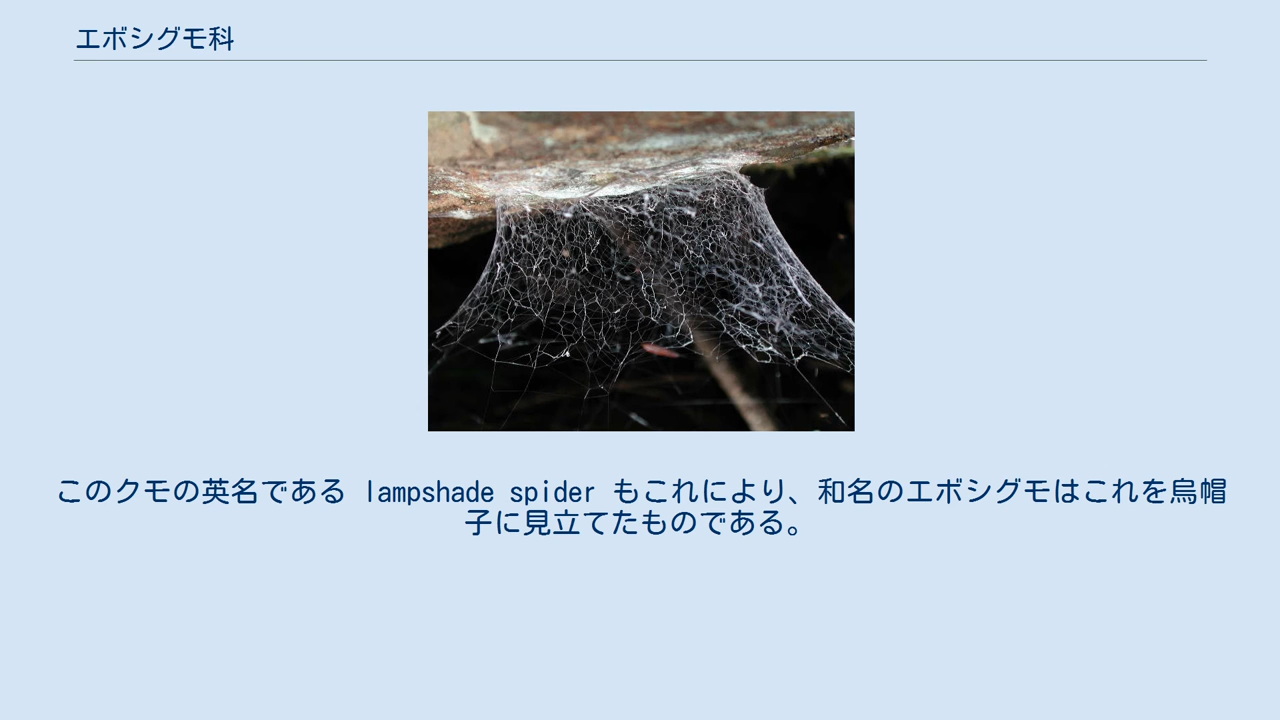 エボシグモ科
このクモの英名である lampshade spider もこれにより、和名のエボシグモはこれを烏帽
子に見立てたものである。